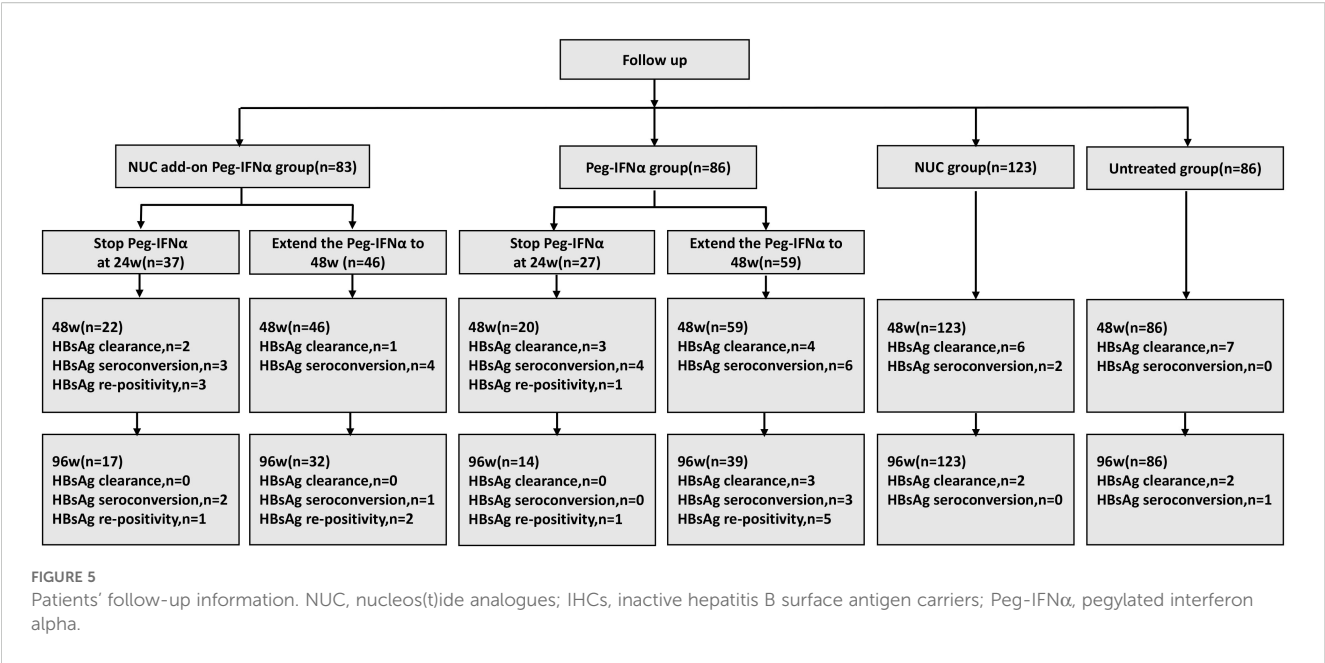 Follow up
NUC add-on Peg-IFNα group(n=83)
Peg-IFNα group(n=86)
NUC group(n=123)
Untreated group(n=86)
Stop Peg-IFNα
at 24w(n=37)
Extend the Peg-IFNα to
48w (n=46)
Stop Peg-IFNα
at 24w(n=27)
Extend the Peg-IFNα to
48w(n=59)
48w(n=22)
HBsAg clearance,n=2
HBsAg seroconversion,n=3
HBsAg re-positivity,n=3
48w(n=46)
HBsAg clearance,n=1
HBsAg seroconversion,n=4
48w(n=20)
HBsAg clearance,n=3
HBsAg seroconversion,n=4
HBsAg re-positivity,n=1
48w(n=59)
HBsAg clearance,n=4
HBsAg seroconversion,n=6
48w(n=123)
HBsAg clearance,n=6
HBsAg seroconversion,n=2
48w(n=86)
HBsAg clearance,n=7
HBsAg seroconversion,n=0
96w(n=17)
HBsAg clearance,n=0
HBsAg seroconversion,n=2
HBsAg re-positivity,n=1
96w(n=32)
HBsAg clearance,n=0
HBsAg seroconversion,n=1
HBsAg re-positivity,n=2
96w(n=14)
HBsAg clearance,n=0
HBsAg seroconversion,n=0
HBsAg re-positivity,n=1
96w(n=39)
HBsAg clearance,n=3
HBsAg seroconversion,n=3
HBsAg re-positivity,n=5
96w(n=123)
HBsAg clearance,n=2
HBsAg seroconversion,n=0
96w(n=86)
HBsAg clearance,n=2
HBsAg seroconversion,n=1
FIGURE 5
Patients' follow-up information. NUC, nucleos(t)ide analogues; IHCs, inactive hepatitis B surface antigen carriers; Peg-IFNα, pegylated interferon
alpha.